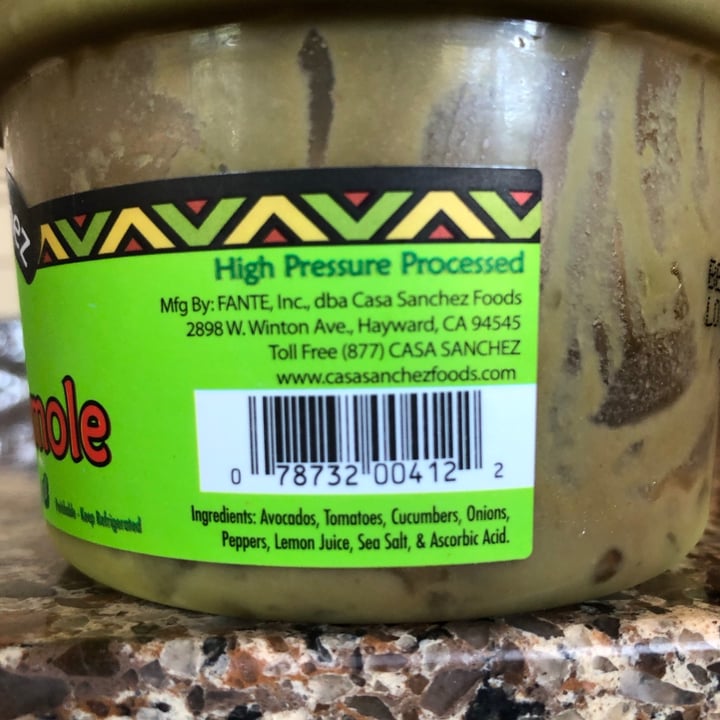 ez
High Pressure Processed
Mfg By: FANTE, Inc., dba Casa Sanchez Foods
2898 W. Winton Ave., Hayward, CA 94545
Toll Free (877) CASA SANCHEZ
www.casasanchezfoods.com
mole
0 78732 00412 2
Perishable - Keep Refrigerated
Ingredients: Avocados, Tomatoes, Cucumbers, Onions,
Peppers, Lemon Juice, Sea Salt, & Ascorbic Acid.